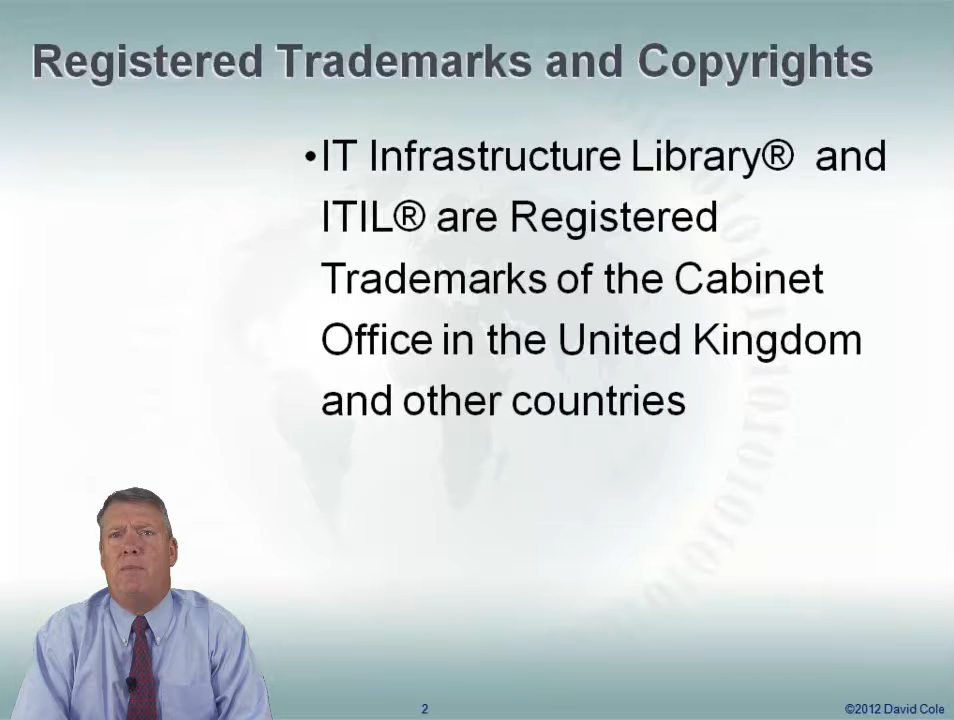 Registered Trademarks and Copyrights
•IT Infrastructure Library® and
ITIL® are Registered
Trademarks of the Cabinet
Office in the United Kingdom
and other countries
2
©2012 David Cole